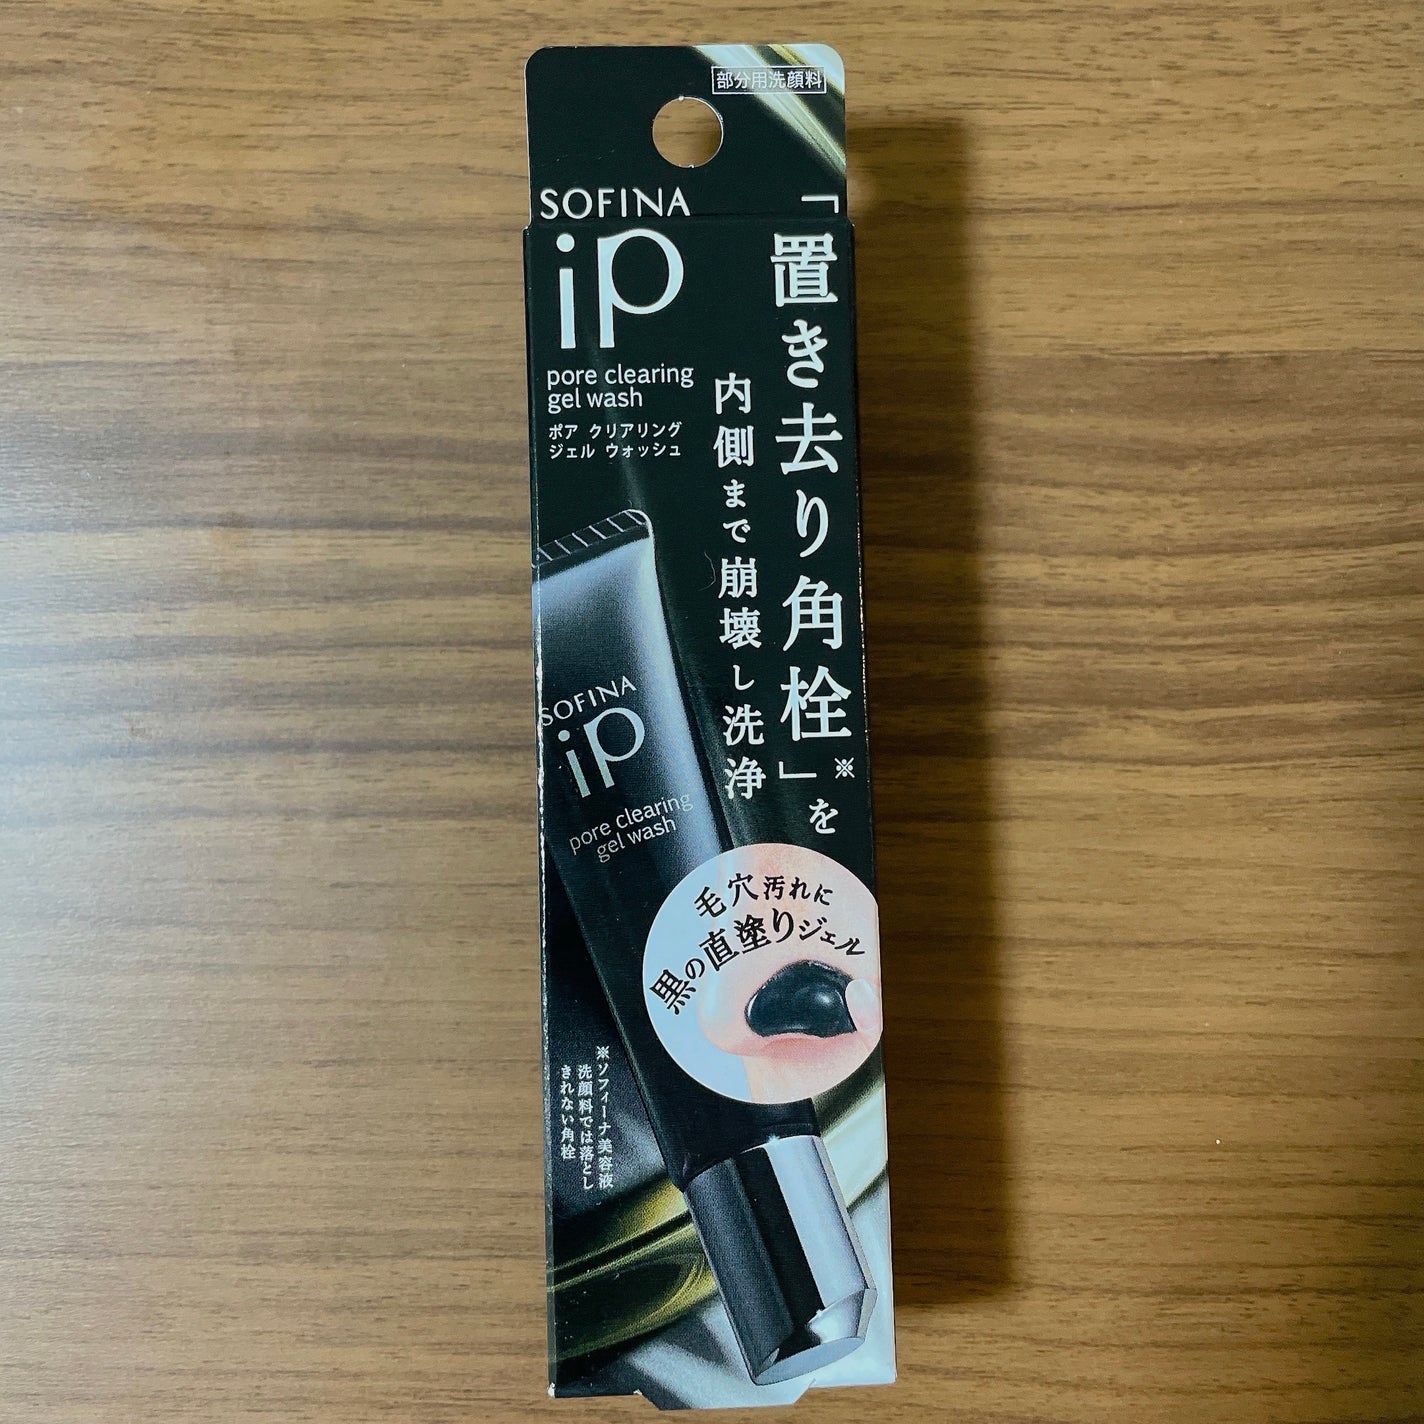 部分用洗顔料
SOFINA
ip
pore clearing
gel wash
ポア クリアリング
ジェル ウォッシュ
「置き去り角栓」※を
内側まで崩壊し洗浄
SOFINA
ip
pore clearing
gel wash
毛穴汚れに
黒の直塗りジェル
※ソフィーナ美容液
洗顔料では落とし
きれない角栓